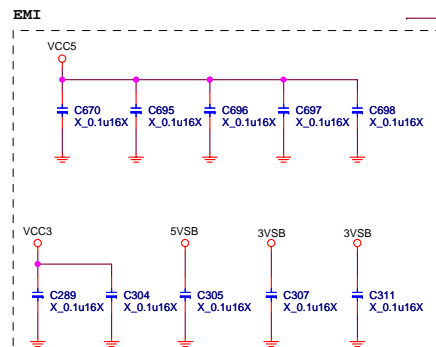 EMI
VCC5
C670 C695 C696 C697 C698
X_0.1u16X X_0.1u16X X_0.1u16X X_0.1u16X X_0.1u16X
VCC3 5VSB 3VSB 3VSB
C289 C304 C305 C307 C311
X_0.1u16X X_0.1u16X X_0.1u16X X_0.1u16X X_0.1u16X